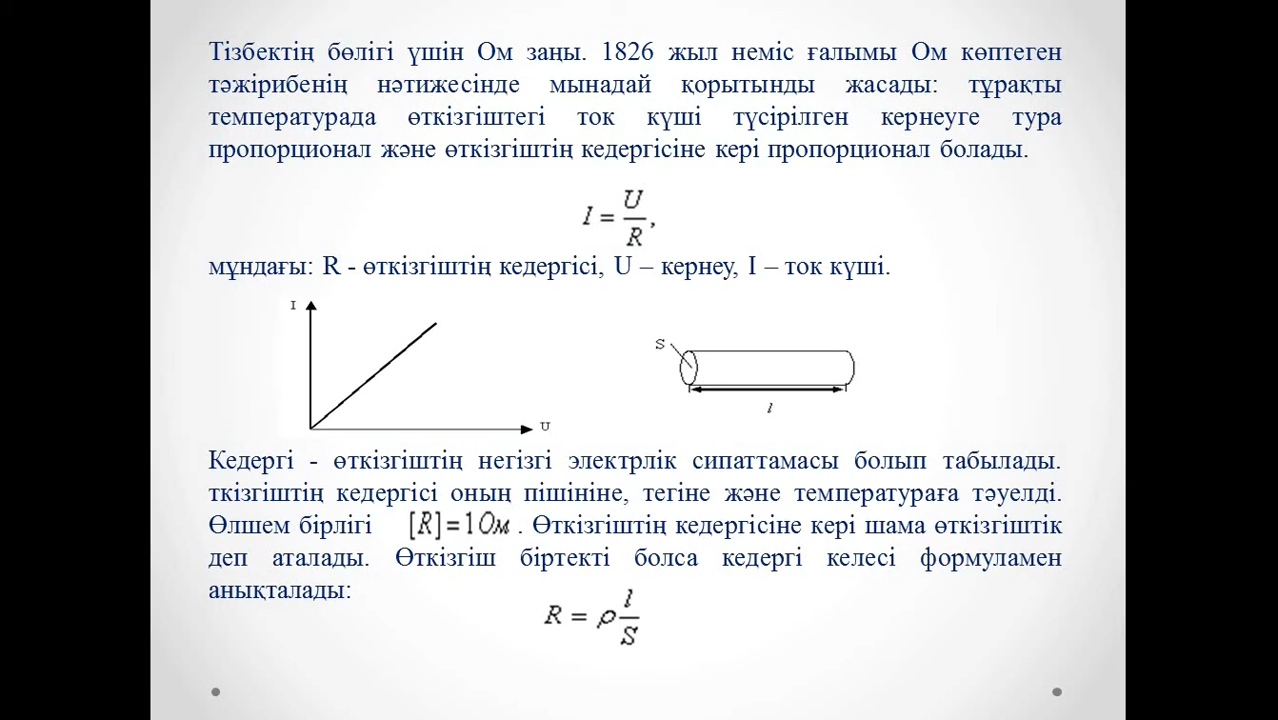 Тізбектің бөлігі үшін Ом заңы. 1826 жыл неміс ғалымы Ом көптеген
тәжірибенің нәтижесінде мынадай қорытынды жасады: тұрақты
температурада өткізгіштегі ток күші түсірілген кернеуге тура
пропорционал және өткізгіштің кедергісіне кері пропорционал болады.
I = U/R,
мұндағы: R - өткізгіштің кедергісі, U – кернеу, I – ток күші.
I
U
S
l
Кедергі - өткізгіштің негізгі электрлік сипаттамасы болып табылады.
ткізгіштің кедергісі оның пішініне, тегіне және температураға тәуелді.
Өлшем бірлігі [R]=1Ом . Өткізгіштің кедергісіне кері шама өткізгіштік
деп аталады. Өткізгіш біртекті болса кедергі келесі формуламен
анықталады:
R = ρ l/S